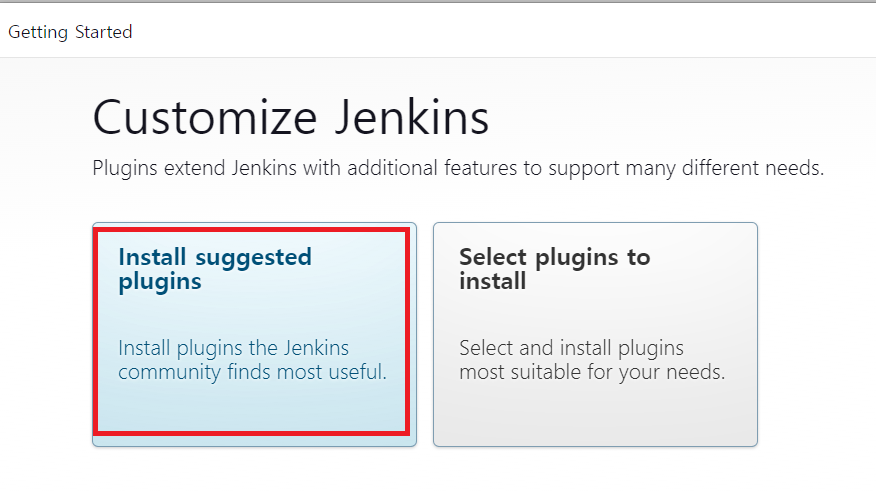 Getting Started
Customize Jenkins
Plugins extend Jenkins with additional features to support many different needs.
Install suggested
plugins
Install plugins the Jenkins
community finds most useful.
Select plugins to
install
Select and install plugins
most suitable for your needs.